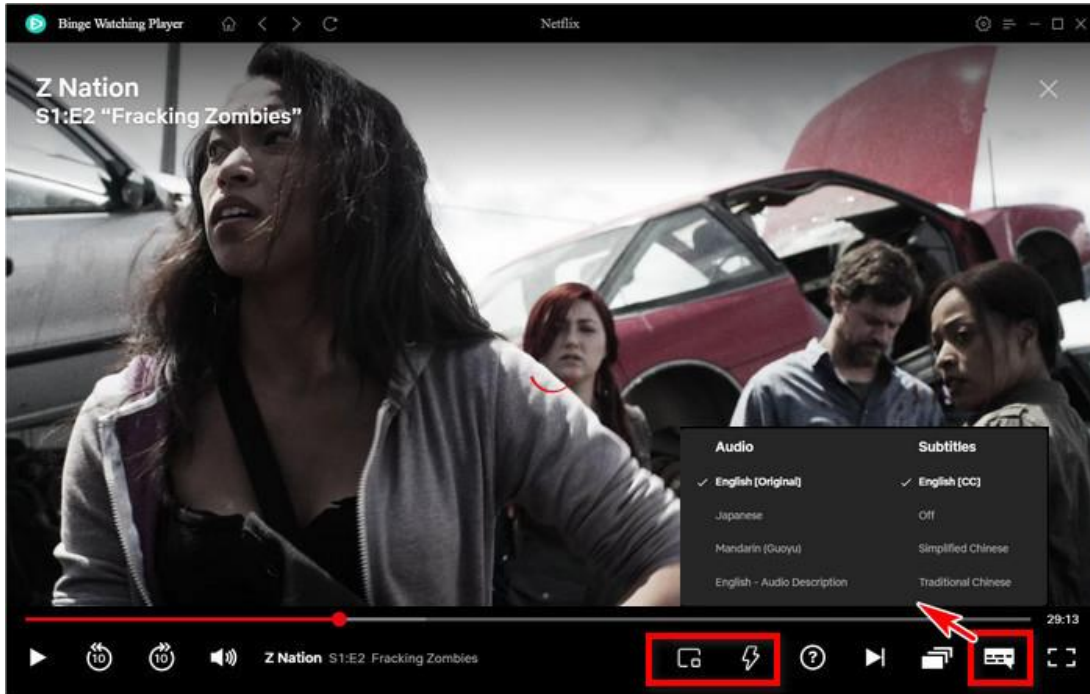 Binge Watching Player
Netflix
Z Nation
S1:E2 “Fracking Zombies”
Audio
Subtitles
English [Original]
English [CC]
Japanese
Off
Mandarin (Guoyu)
Simplified Chinese
English - Audio Description
Traditional Chinese
29:13
10
10
Z Nation S1:E2 Fracking Zombies
?